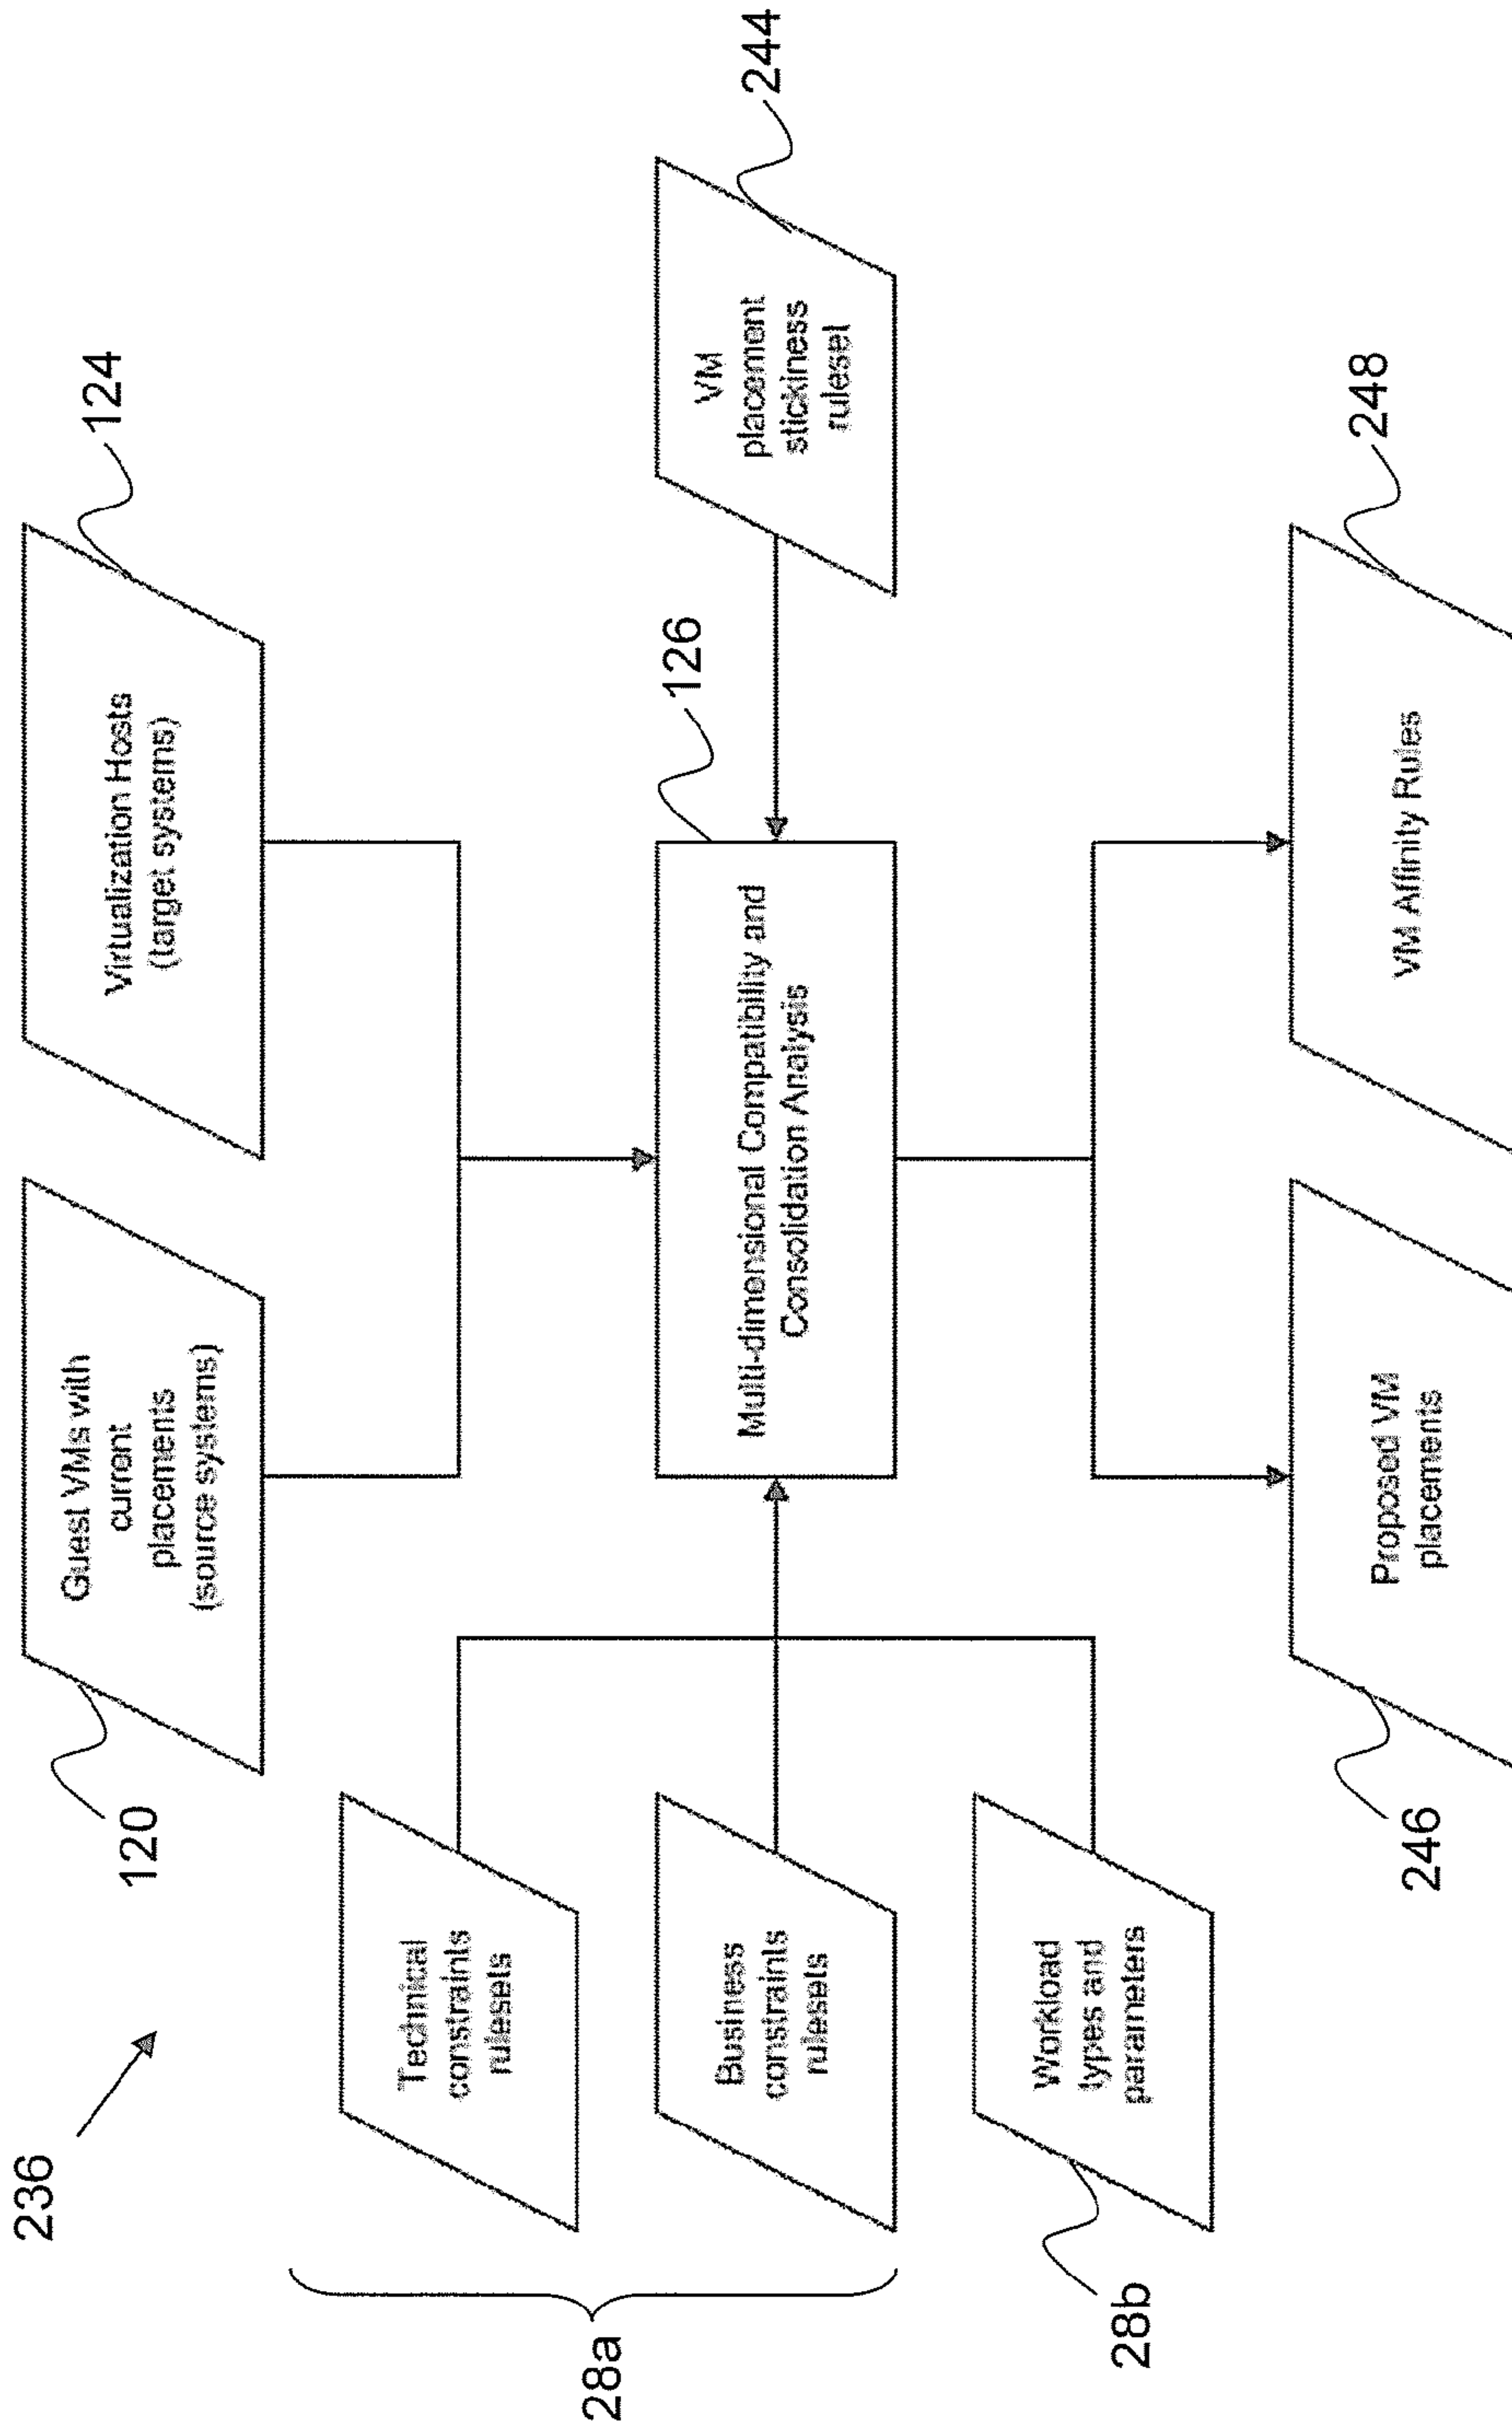 236
120
Guest VMs with
current
placements
(source systems)
124
Virtualization Hosts
(target systems)
28a
Technical
constraints
rulesets
Business
constraints
rulesets
28b
Workload
types and
parameters
126
Multi-dimensional Compatibility and
Consolidation Analysis
244
VM
placement
stickiness
ruleset
246
Proposed VM
placements
248
VM Affinity Rules